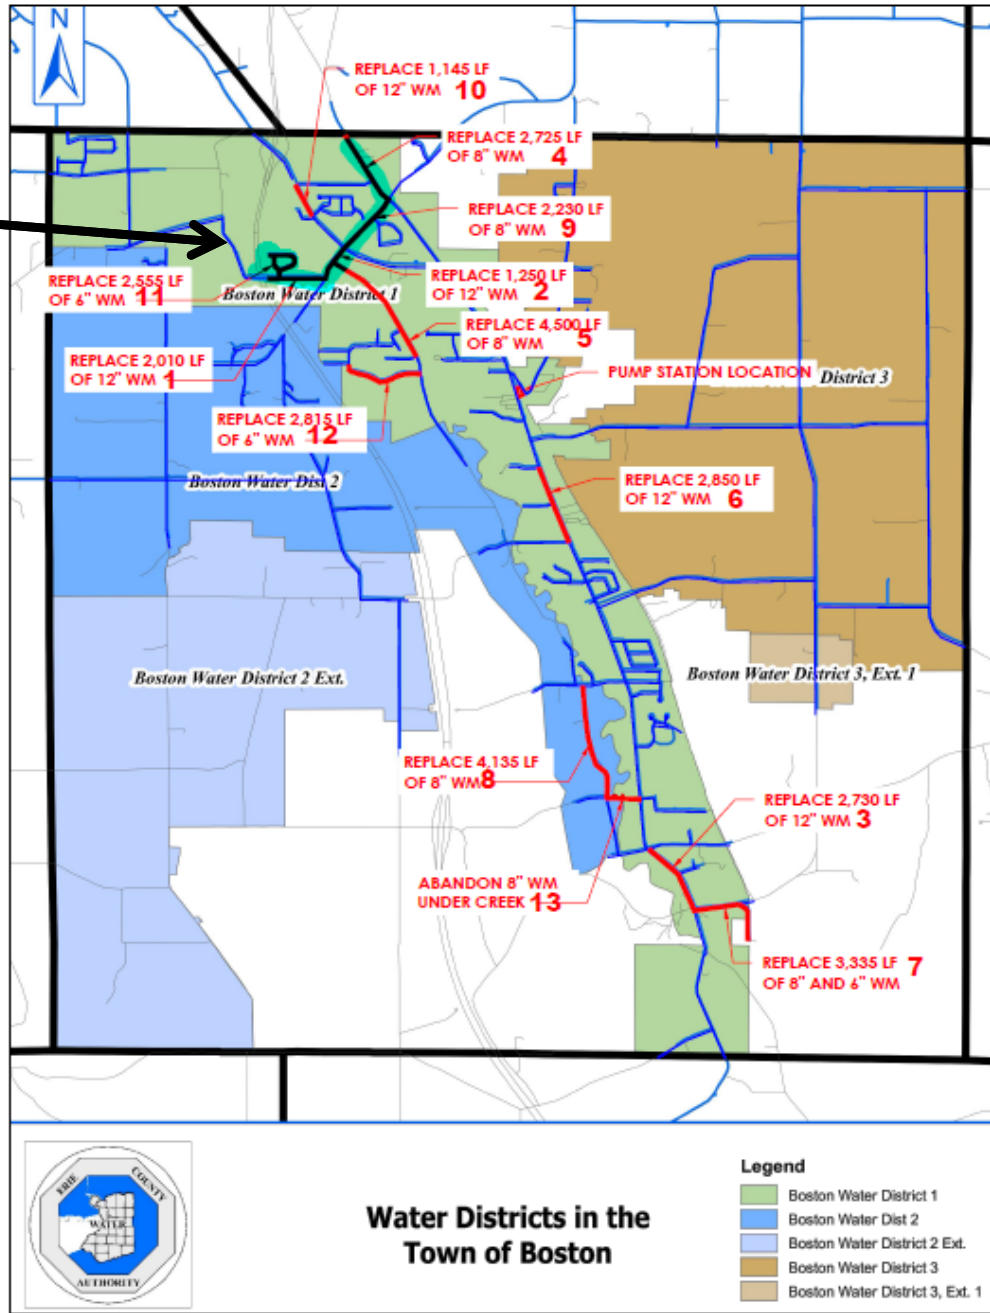 N
REPLACE 1,145 LF
OF 12" WM 10
REPLACE 2,725 LF
OF 8" WM 4
REPLACE 2,230 LF
OF 8" WM 9
REPLACE 2,555 LF
OF 6" WM 11
Boston Water District 1
REPLACE 1,250 LF
OF 12" WM 2
REPLACE 4,500 LF
OF 8" WM 5
REPLACE 2,010 LF
OF 12" WM 1
PUMP STATION LOCATION
District 3
REPLACE 2,815 LF
OF 6" WM 12
Boston Water Dist 2
REPLACE 2,850 LF
OF 12" WM 6
Boston Water District 2 Ext.
Boston Water District 3, Ext. 1
REPLACE 4,135 LF
OF 8" WM 8
REPLACE 2,730 LF
OF 12" WM 3
ABANDON 8" WM
UNDER CREEK 13
REPLACE 3,335 LF 7
OF 8" AND 6" WM
ERIE COUNTY
WATER
AUTHORITY
Water Districts in the
Town of Boston
Legend
Boston Water District 1
Boston Water Dist 2
Boston Water District 2 Ext.
Boston Water District 3
Boston Water District 3, Ext. 1